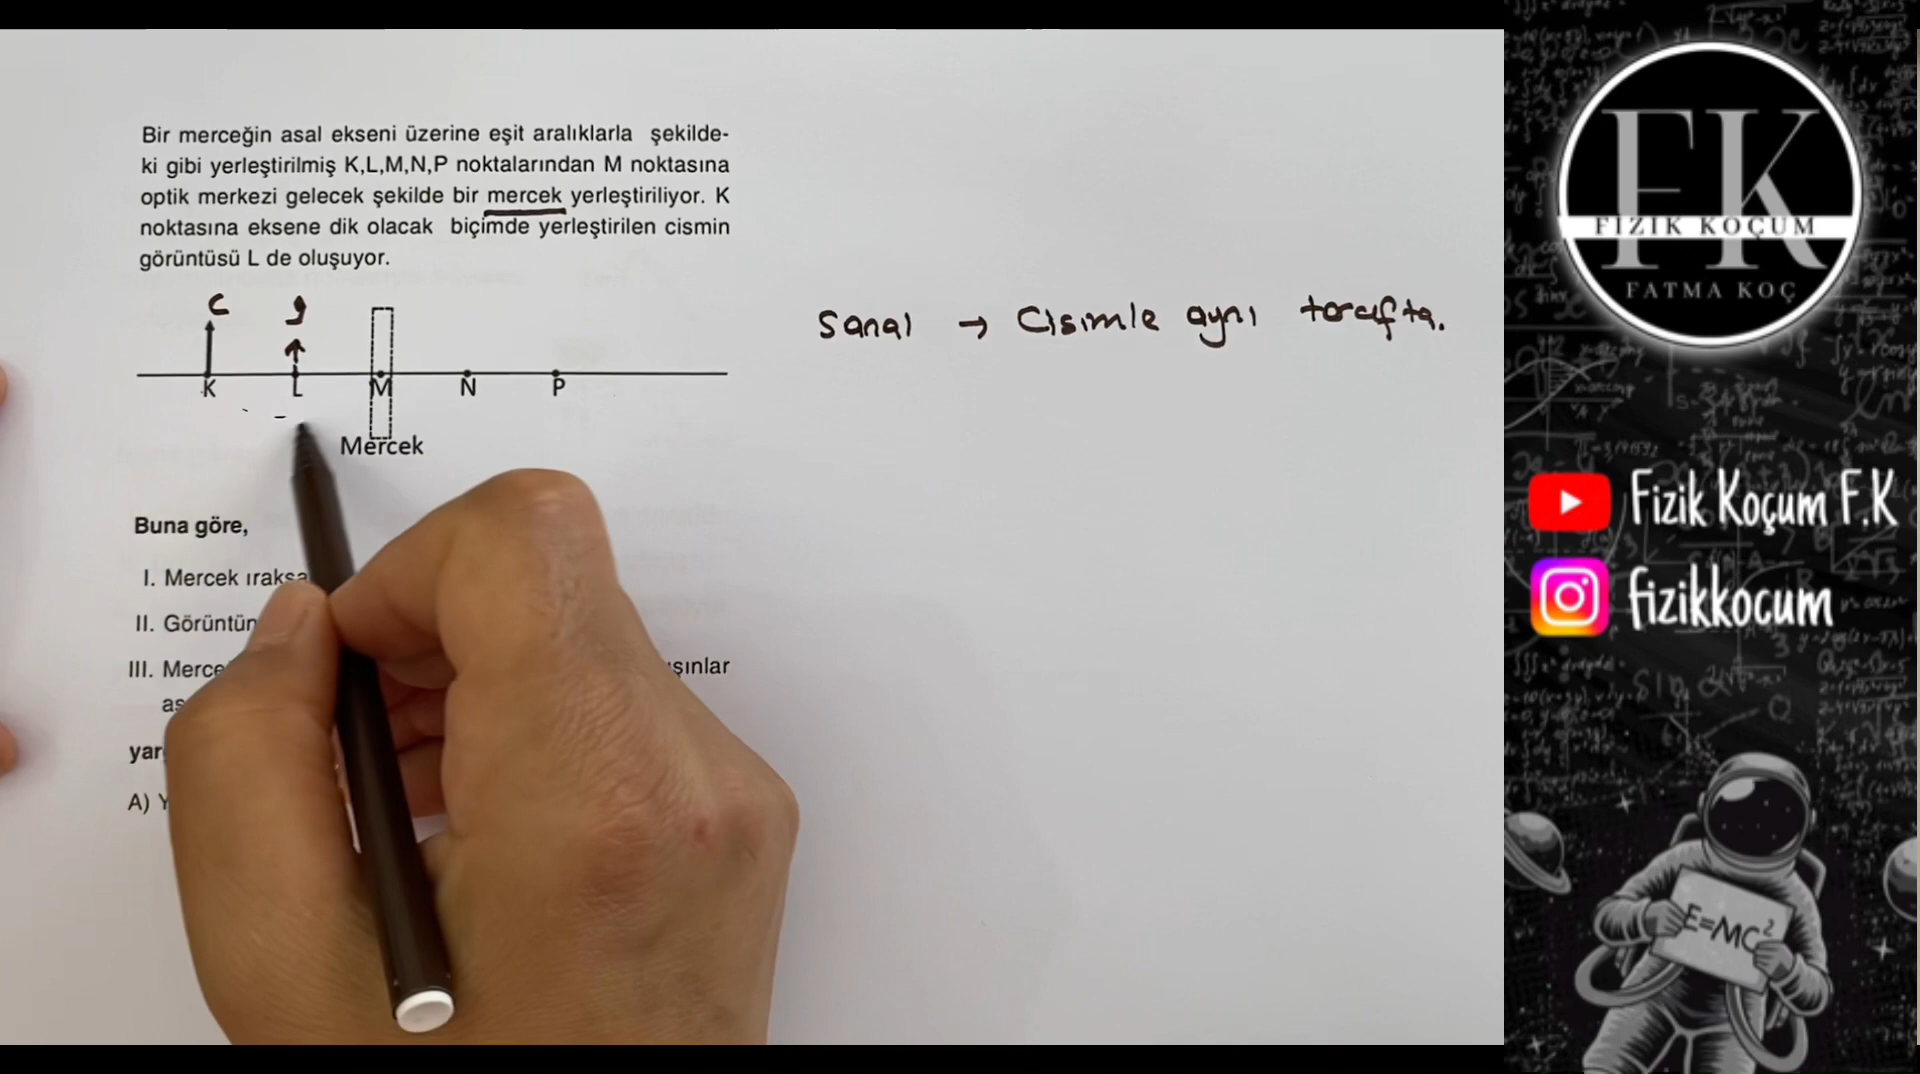 Bir merceğin asal ekseni üzerine eşit aralıklarla şekilde-
ki gibi yerleştirilmiş K,L,M,N,P noktalarından M noktasına
optik merkezi gelecek şekilde bir mercek yerleştiriliyor. K
noktasına eksene dik olacak biçimde yerleştirilen cismin
görüntüsü L de oluşuyor.
C g
K L M N P
Mercek
Sanal → Cisimle aynı tarafta.
Buna göre,
I. Mercek ıraksa
II. Görüntün
III. Merce şınlar
as
yar
A) Y
FK
FİZİK KOÇUM
FATMA KOÇ
Fizik Koçum F.K
fizikkocum
E=MC²